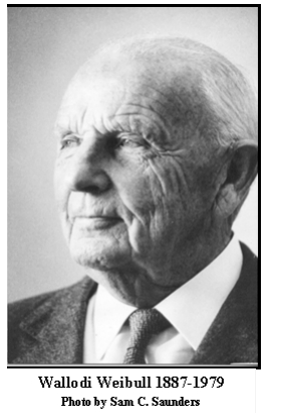 Wallodi Weibull 1887-1979
Photo by Sam C. Saunders